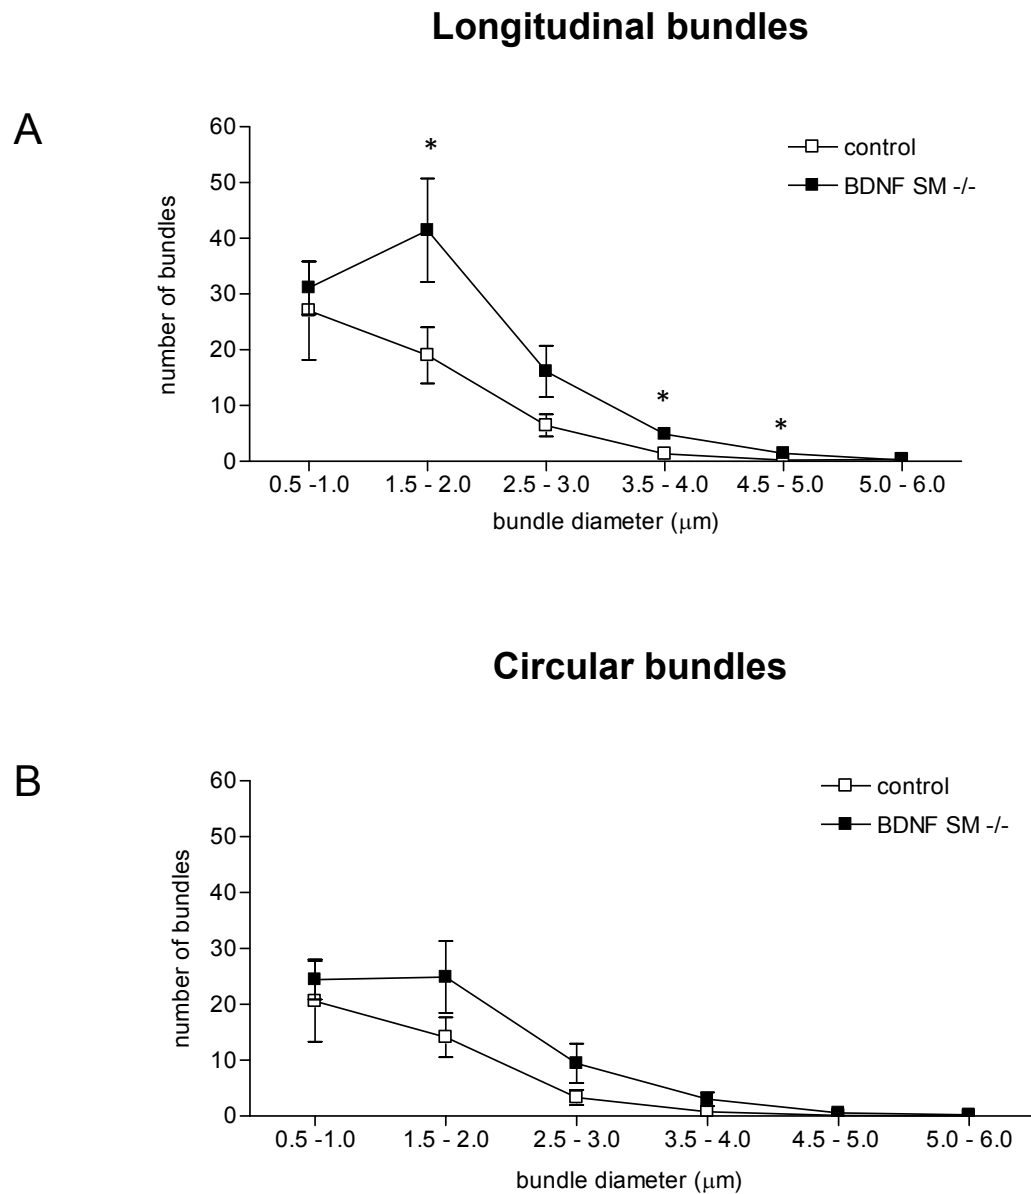 Longitudinal bundles
A
60
50
40
30
20
10
0
number of bundles
*
*
*
control
BDNF SM -/-
0.5 -1.0 1.5 - 2.0 2.5 - 3.0 3.5 - 4.0 4.5 - 5.0 5.0 - 6.0
bundle diameter (μm)
Circular bundles
B
60
50
40
30
20
10
0
number of bundles
control
BDNF SM -/-
0.5 -1.0 1.5 - 2.0 2.5 - 3.0 3.5 - 4.0 4.5 - 5.0 5.0 - 6.0
bundle diameter (μm)